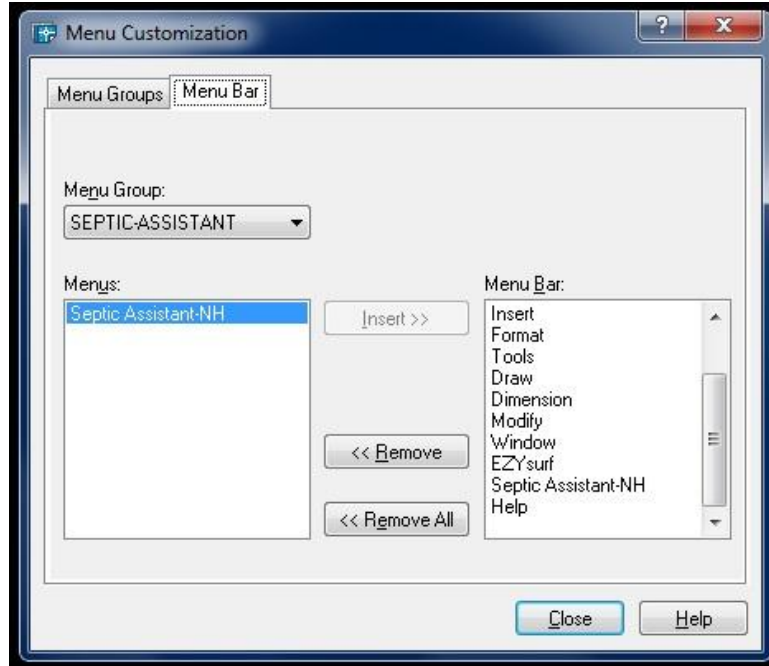 Menu Customization
Menu Groups Menu Bar
Menu Group:
SEPTIC-ASSISTANT
Menus:
Septic Assistant-NH
Insert >>
<< Remove
<< Remove All
Menu Bar:
Insert
Format
Tools
Draw
Dimension
Modify
Window
EZYsurf
Septic Assistant-NH
Help
Close Help